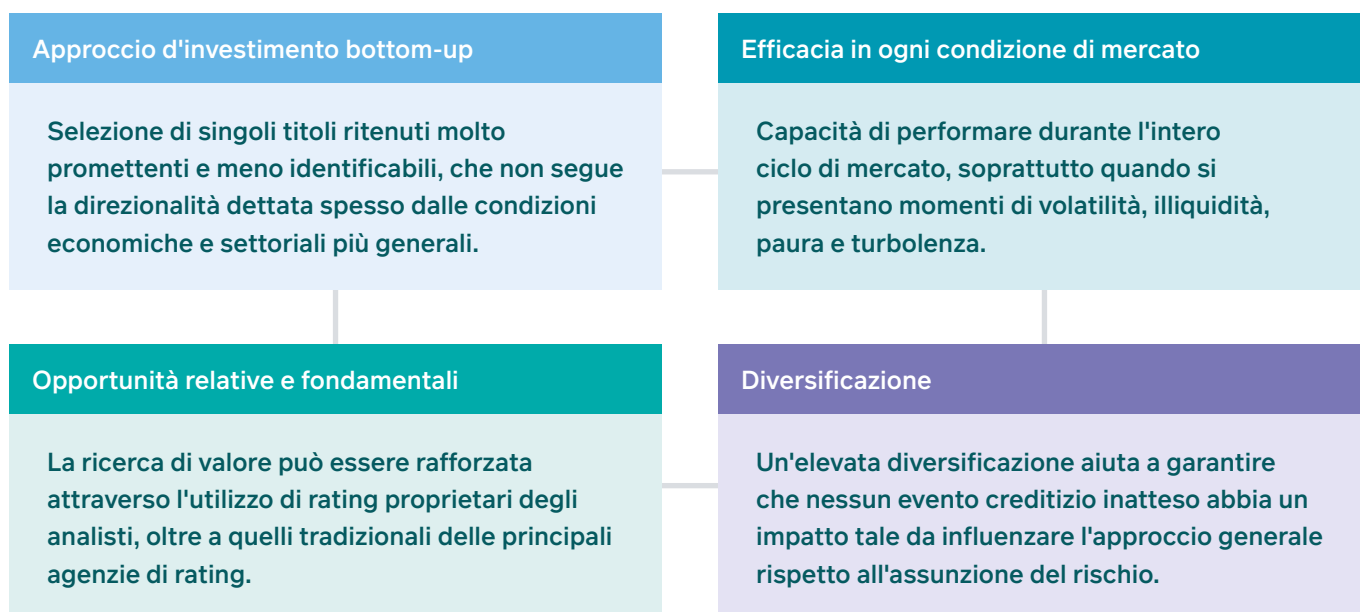 Approccio d'investimento bottom-up
Selezione di singoli titoli ritenuti molto
promettenti e meno identificabili, che non segue
la direzionalità dettata spesso dalle condizioni
economiche e settoriali più generali.
Efficacia in ogni condizione di mercato
Capacità di performare durante l'intero
ciclo di mercato, soprattutto quando si
presentano momenti di volatilità, illiquidità,
paura e turbolenza.
Opportunità relative e fondamentali
La ricerca di valore può essere rafforzata
attraverso l'utilizzo di rating proprietari degli
analisti, oltre a quelli tradizionali delle principali
agenzie di rating.
Diversificazione
Un'elevata diversificazione aiuta a garantire
che nessun evento creditizio inatteso abbia un
impatto tale da influenzare l'approccio generale
rispetto all'assunzione del rischio.